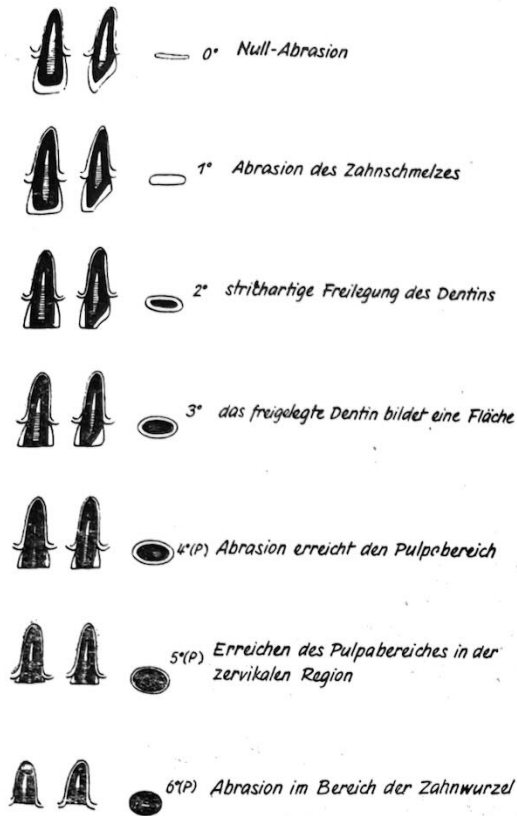 0° Null-Abrasion
1° Abrasion des Zahnschmelzes
2° strichartige Freilegung des Dentins
3° das freigelegte Dentin bildet eine Fläche
4°(P) Abrasion erreicht den Pulpabereich
5°(P) Erreichen des Pulpabereiches in der
zervikalen Region
6°(P) Abrasion im Bereich der Zahnwurzel